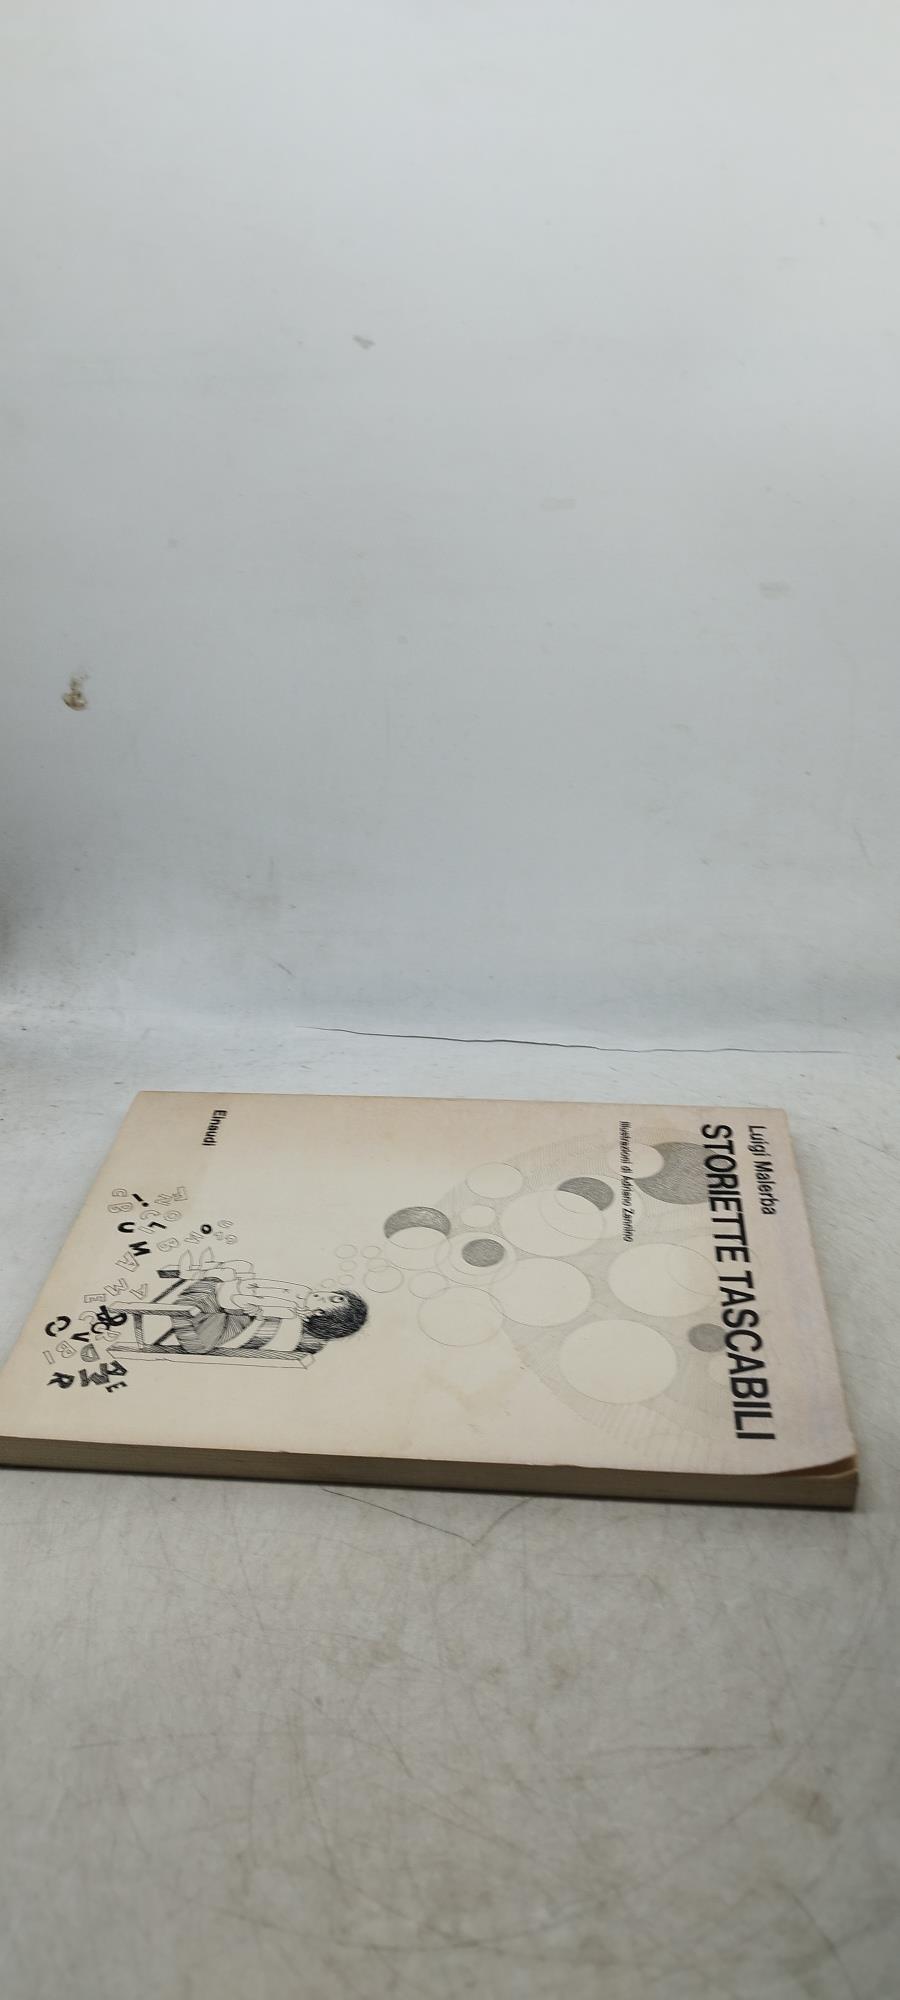 Luigi Malerba
STORIETTE TASCABILI
Illustrazioni di Adriano Zannino
Einaudi